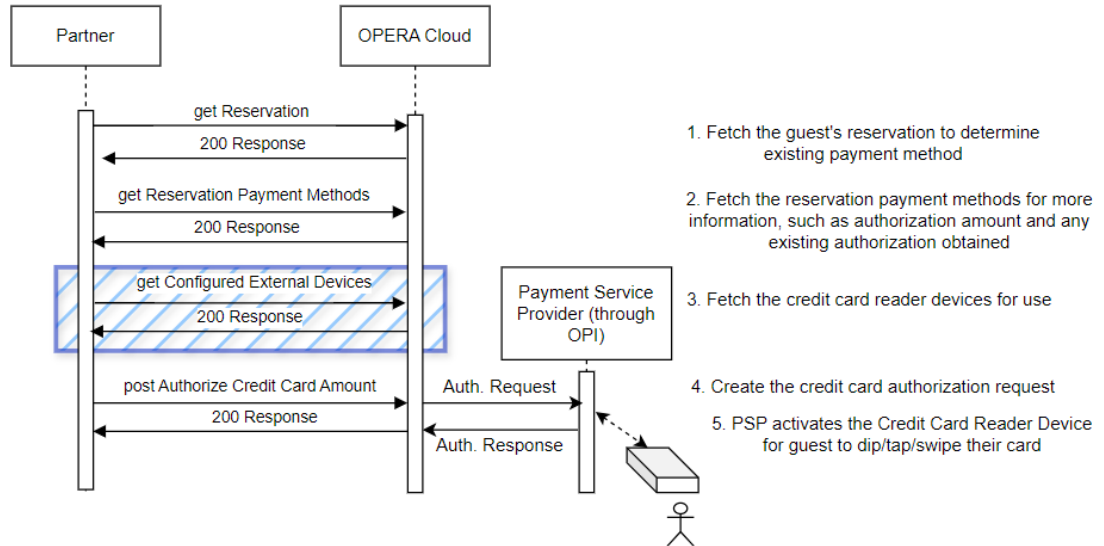 Partner
OPERA Cloud
get Reservation
200 Response
1. Fetch the guest's reservation to determine
existing payment method
get Reservation Payment Methods
200 Response
2. Fetch the reservation payment methods for more
information, such as authorization amount and any
existing authorization obtained
get Configured External Devices
200 Response
Payment Service
Provider (through
OPI)
3. Fetch the credit card reader devices for use
post Authorize Credit Card Amount
Auth. Request
4. Create the credit card authorization request
200 Response
Auth. Response
5. PSP activates the Credit Card Reader Device
for guest to dip/tap/swipe their card